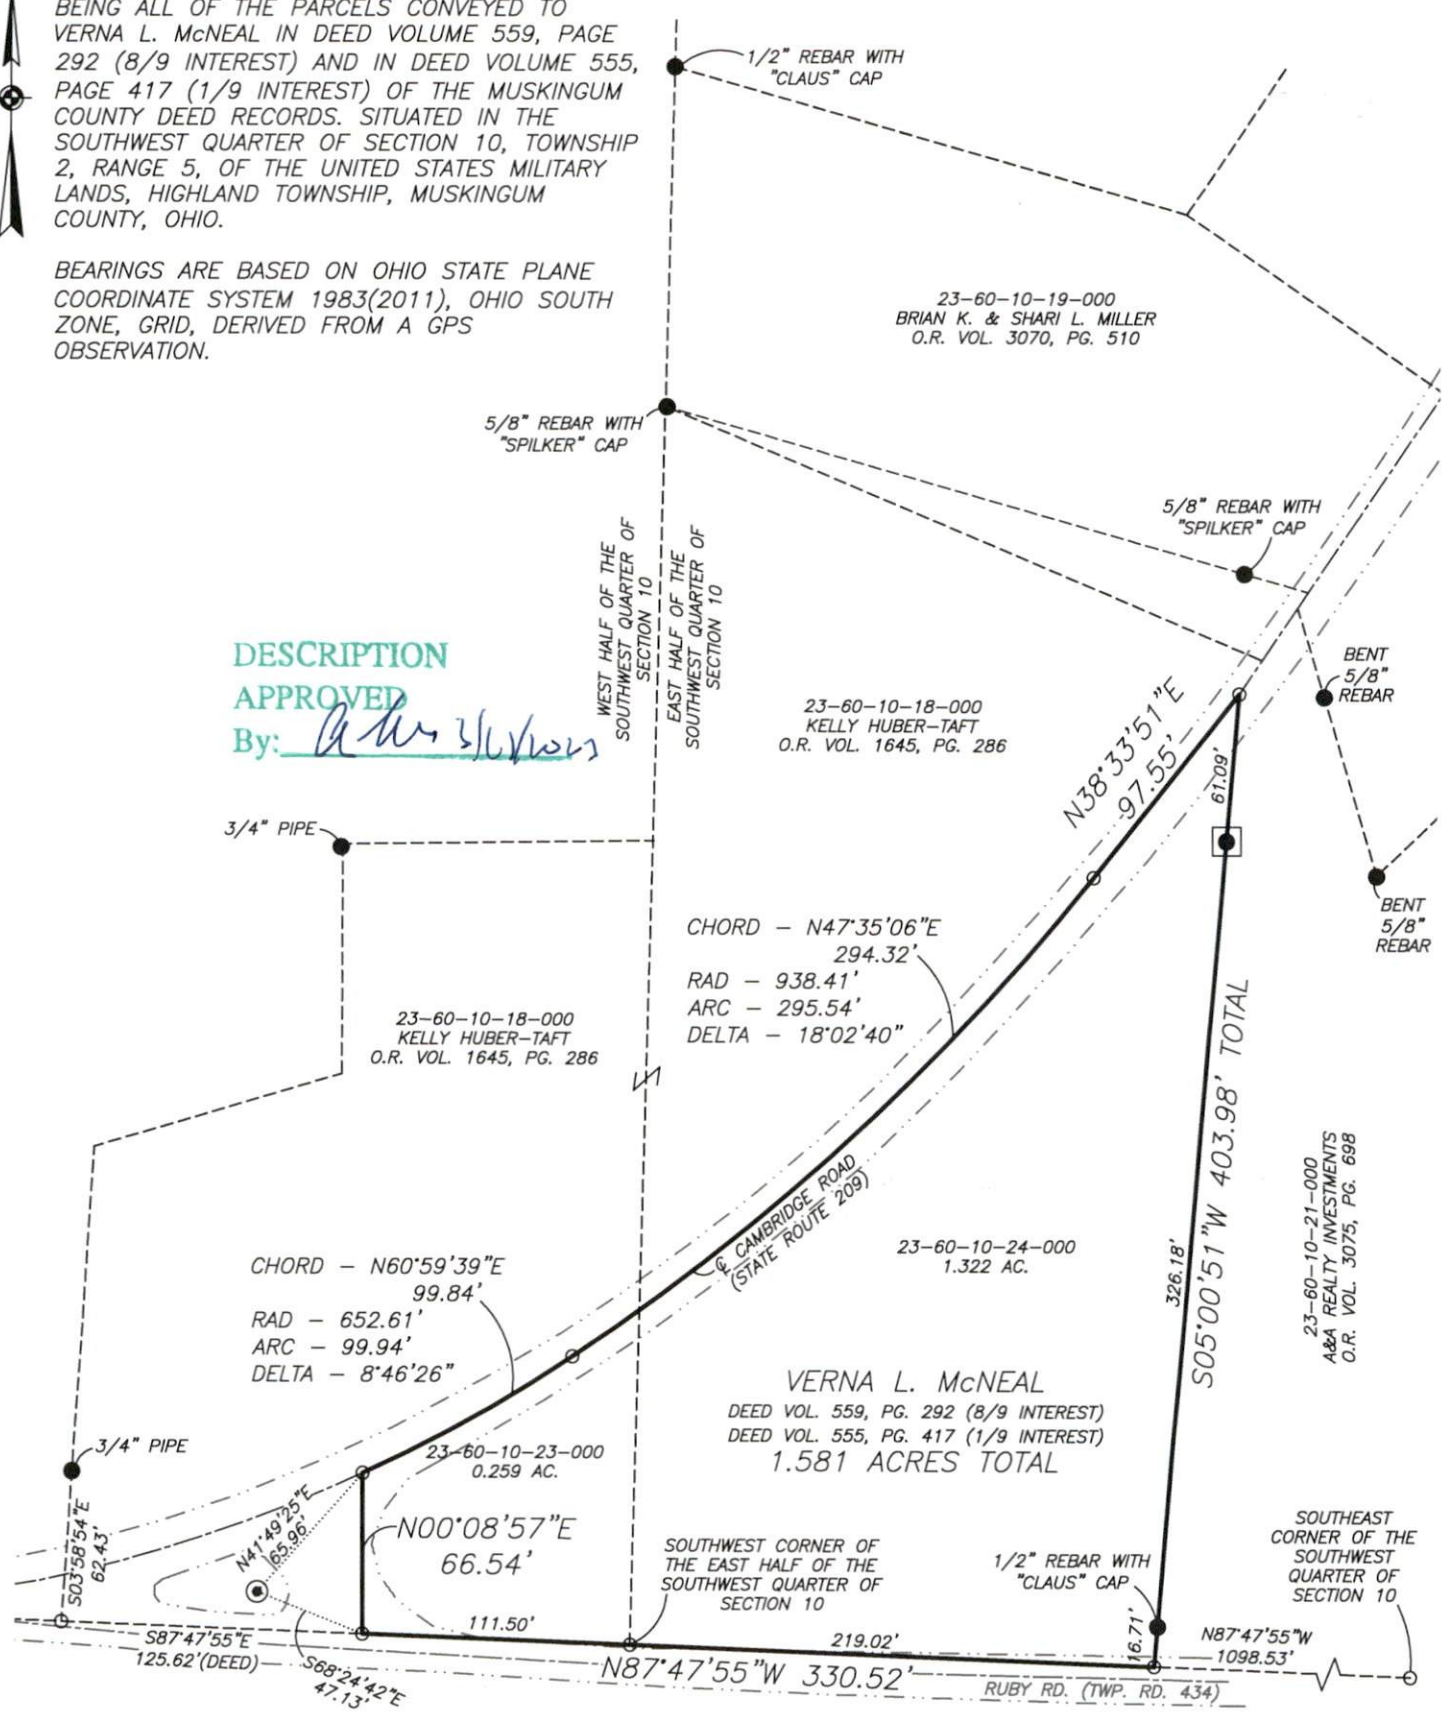 BEING ALL OF THE PARCELS CONVEYED TO
VERNA L. McNEAL IN DEED VOLUME 559, PAGE
292 (8/9 INTEREST) AND IN DEED VOLUME 555,
PAGE 417 (1/9 INTEREST) OF THE MUSKINGUM
COUNTY DEED RECORDS. SITUATED IN THE
SOUTHWEST QUARTER OF SECTION 10, TOWNSHIP
2, RANGE 5, OF THE UNITED STATES MILITARY
LANDS, HIGHLAND TOWNSHIP, MUSKINGUM
COUNTY, OHIO.
BEARINGS ARE BASED ON OHIO STATE PLANE
COORDINATE SYSTEM 1983(2011), OHIO SOUTH
ZONE, GRID, DERIVED FROM A GPS
OBSERVATION.
1/2" REBAR WITH
"CLAUS" CAP
23-60-10-19-000
BRIAN K. & SHARI L. MILLER
O.R. VOL. 3070, PG. 510
5/8" REBAR WITH
"SPILKER" CAP
5/8" REBAR WITH
"SPILKER" CAP
WEST HALF OF THE
SOUTHWEST QUARTER OF
SECTION 10
EAST HALF OF THE
SOUTHWEST QUARTER OF
SECTION 10
DESCRIPTION
APPROVED
By:
BENT
5/8"
REBAR
23-60-10-18-000
KELLY HUBER-TAFT
O.R. VOL. 1645, PG. 286
N38°33'51"E
97.55'
61.09'
3/4" PIPE
BENT
5/8"
REBAR
CHORD - N47°35'06"E
294.32'
RAD - 938.41'
ARC - 295.54'
DELTA - 18°02'40"
23-60-10-18-000
KELLY HUBER-TAFT
O.R. VOL. 1645, PG. 286
S05°00'51"W 403.98' TOTAL
326.18'
23-60-10-21-000
A&A REALTY INVESTMENTS
O.R. VOL. 3075, PG. 698
℄ CAMBRIDGE ROAD
(STATE ROUTE 209)
23-60-10-24-000
1.322 AC.
CHORD - N60°59'39"E
99.84'
RAD - 652.61'
ARC - 99.94'
DELTA - 8°46'26"
VERNA L. McNEAL
DEED VOL. 559, PG. 292 (8/9 INTEREST)
DEED VOL. 555, PG. 417 (1/9 INTEREST)
1.581 ACRES TOTAL
3/4" PIPE
23-60-10-23-000
0.259 AC.
S03°58'54"E
62.43'
N41°49'25"E
65.96'
N00°08'57"E
66.54'
SOUTHWEST CORNER OF
THE EAST HALF OF THE
SOUTHWEST QUARTER OF
SECTION 10
1/2" REBAR WITH
"CLAUS" CAP
SOUTHEAST
CORNER OF THE
SOUTHWEST
QUARTER OF
SECTION 10
111.50'
219.02'
16.71'
S87°47'55"E
125.62'(DEED)
S68°24'42"E
47.13'
N87°47'55"W 330.52'
N87°47'55"W
1098.53'
RUBY RD. (TWP. RD. 434)